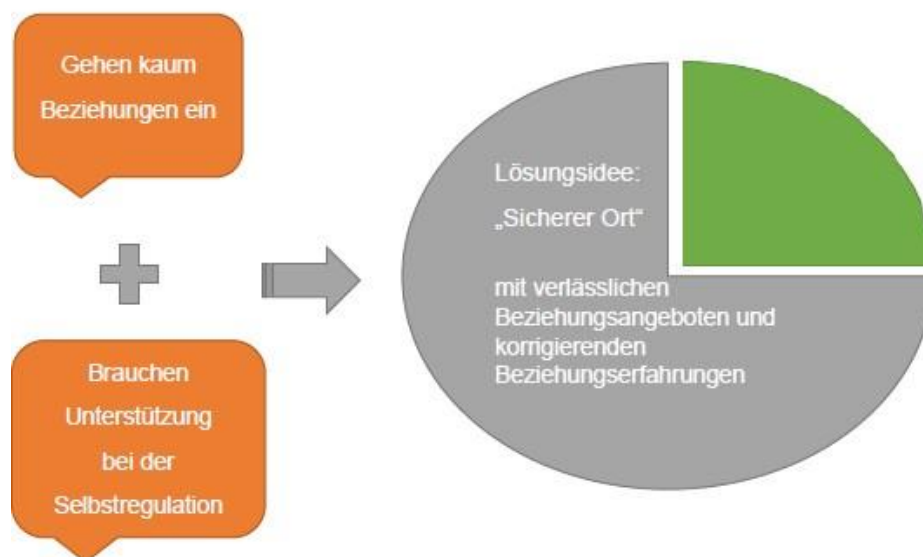 Gehen kaum
Beziehungen ein
Brauchen
Unterstützung
bei der
Selbstregulation
Lösungsidee:
„Sicherer Ort“
mit verlässlichen
Beziehungsangeboten und
korrigierenden
Beziehungserfahrungen